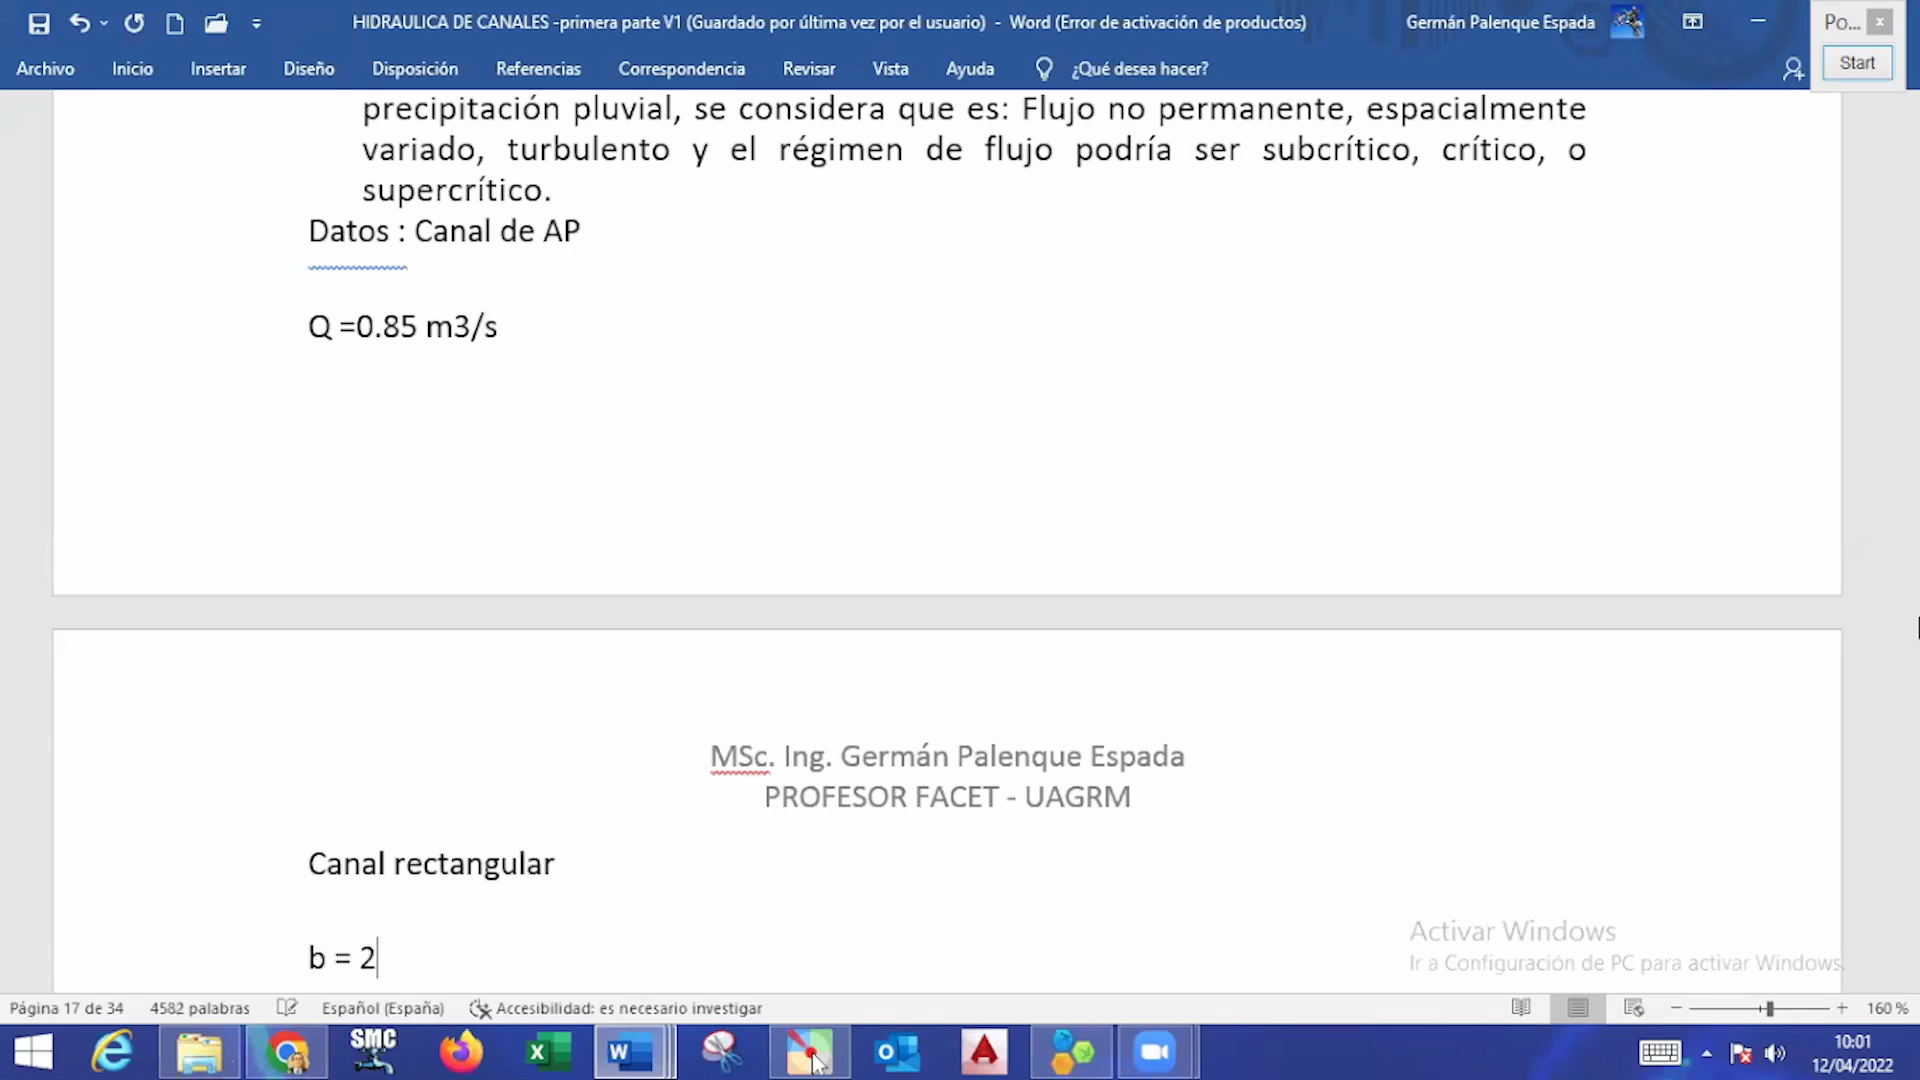 HIDRAULICA DE CANALES -primera parte V1 (Guardado por última vez por el usuario) - Word (Error de activación de productos)
Germán Palenque Espada
Po...
Start
Archivo Inicio Insertar Diseño Disposición Referencias Correspondencia Revisar Vista Ayuda ¿Qué desea hacer?
precipitación pluvial, se considera que es: Flujo no permanente, espacialmente
variado, turbulento y el régimen de flujo podría ser subcrítico, crítico, o
supercrítico.
Datos : Canal de AP
Q =0.85 m3/s
MSc. Ing. Germán Palenque Espada
PROFESOR FACET - UAGRM
Canal rectangular
b = 2
Activar Windows
Ir a Configuración de PC para activar Windows.
Página 17 de 34 4582 palabras Español (España) Accesibilidad: es necesario investigar 160 %
SMC
10:01
12/04/2022